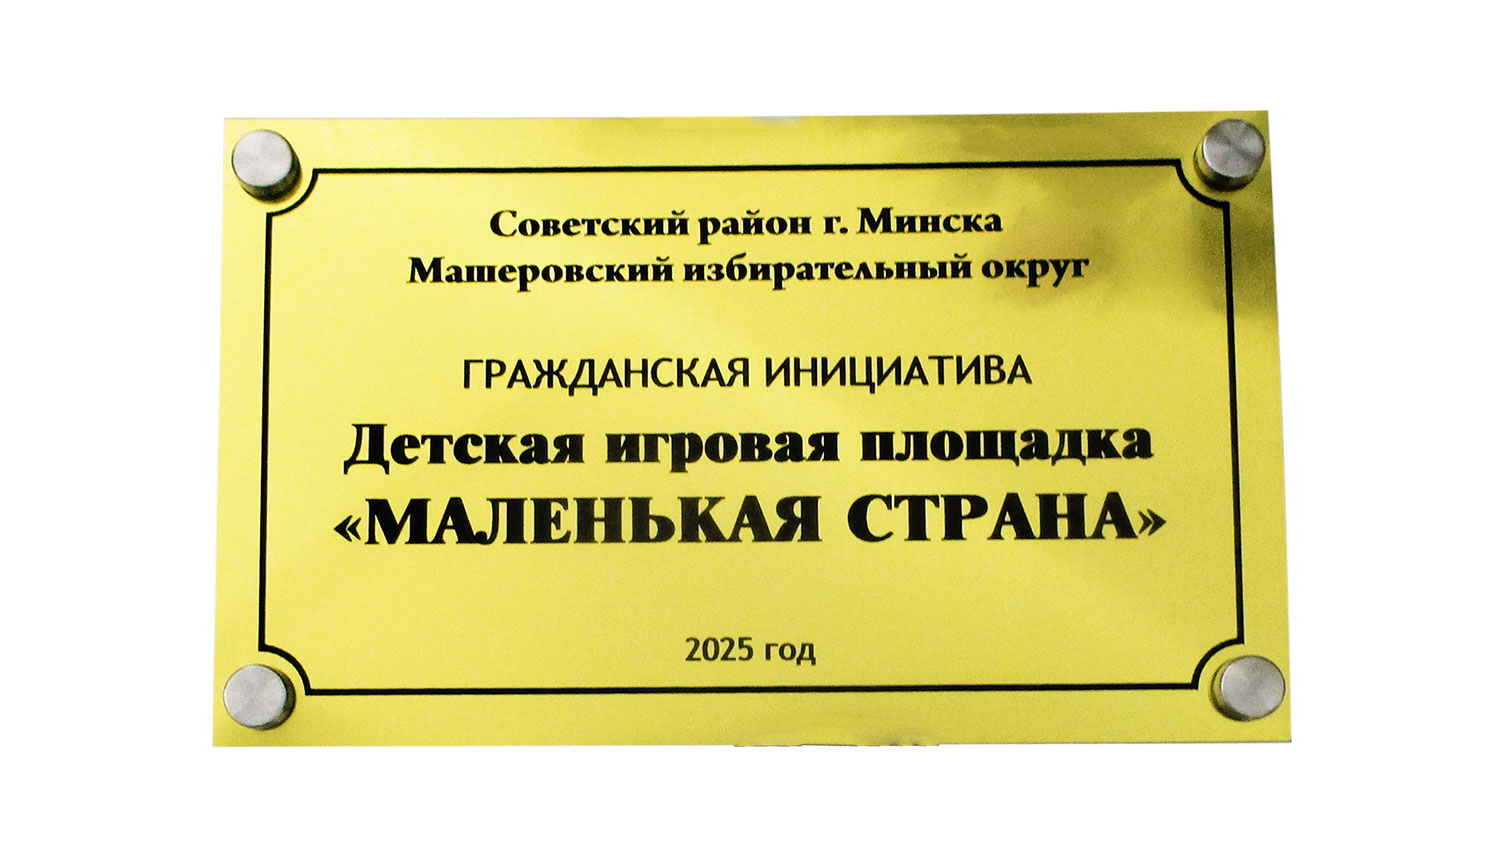 Советский район г. Минска
Машеровский избирательный округ
ГРАЖДАНСКАЯ ИНИЦИАТИВА
Детская игровая площадка
«МАЛЕНЬКАЯ СТРАНА»
2025 год